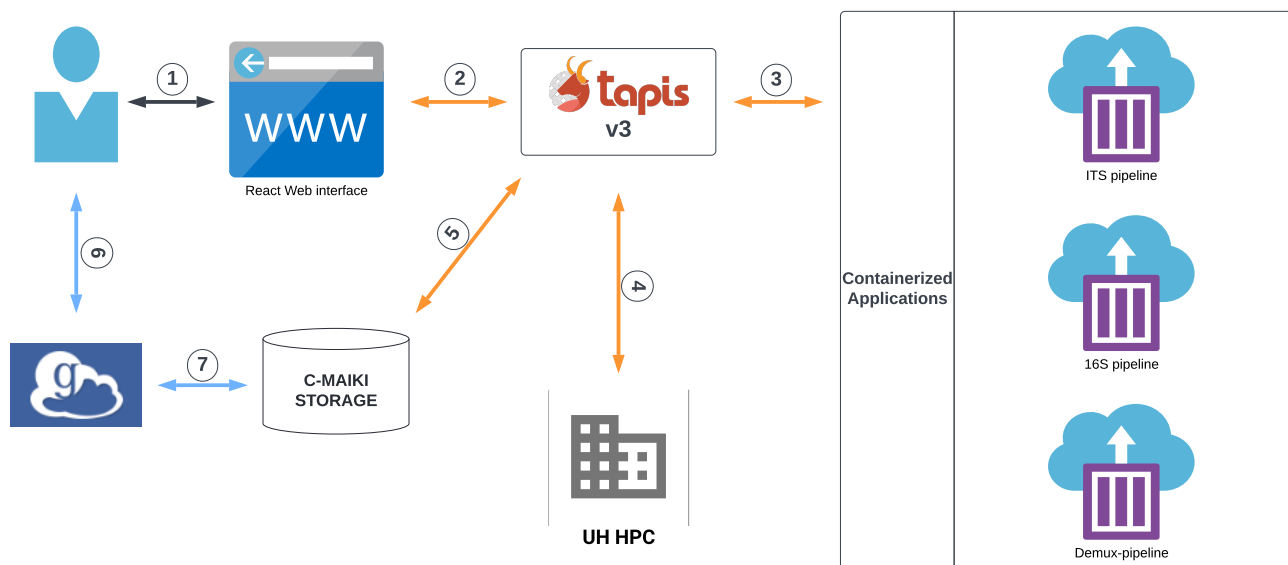 1
2
3
WWW
tapis
v3
React Web interface
ITS pipeline
5
6
4
Containerized
Applications
g
7
C-MAIKI
STORAGE
16S pipeline
UH HPC
Demux-pipeline